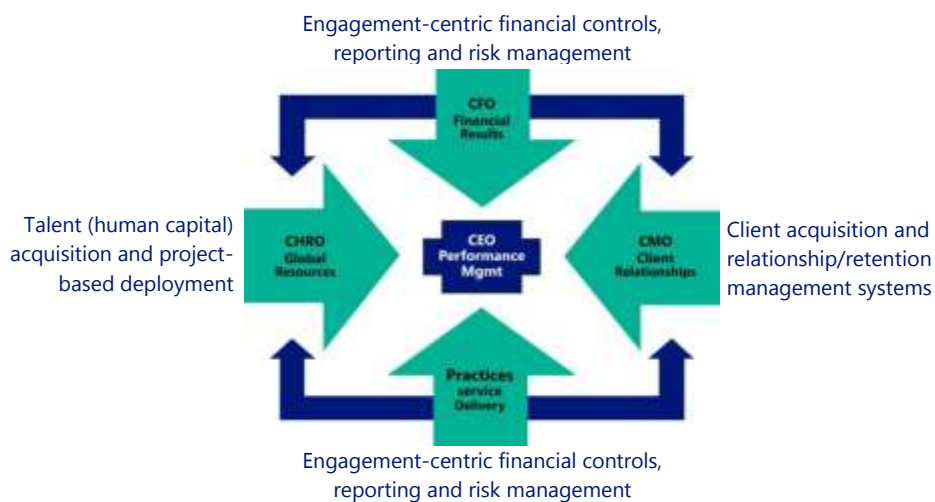 Engagement-centric financial controls,
reporting and risk management
CFO
Financial
Results
Talent (human capital)
acquisition and project-
based deployment
CHRO
Global
Resources
CEO
Performance
Mgmt
CMO
Client
Relationships
Client acquisition and
relationship/retention
management systems
Practices
service
Delivery
Engagement-centric financial controls,
reporting and risk management